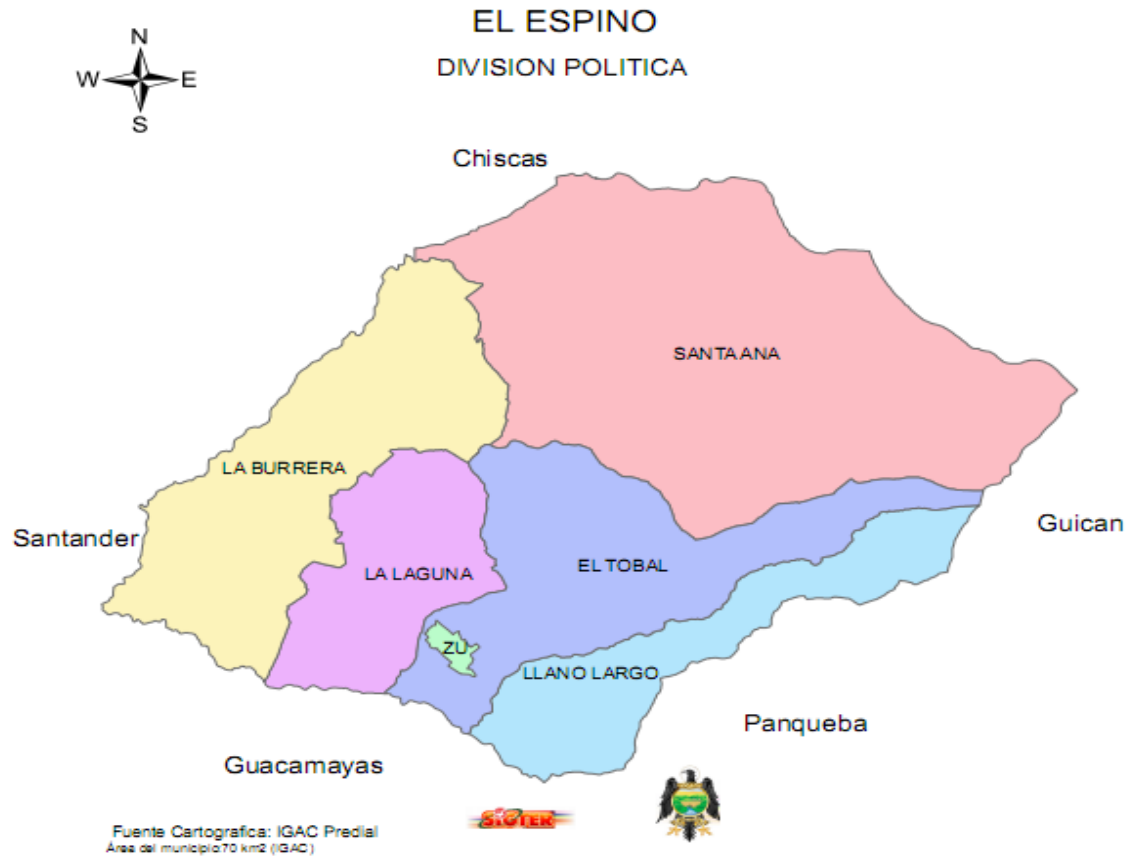 EL ESPINO
DIVISION POLITICA
N
W E
S
Chiscas
SANTA ANA
LA BURRERA
Santander
Guican
LA LAGUNA
EL TOBAL
ZU
LLANO LARGO
Panqueba
Guacamayas
SIGTER
Fuente Cartografica: IGAC Predial
Área del municipio:70 km2 (IGAC)